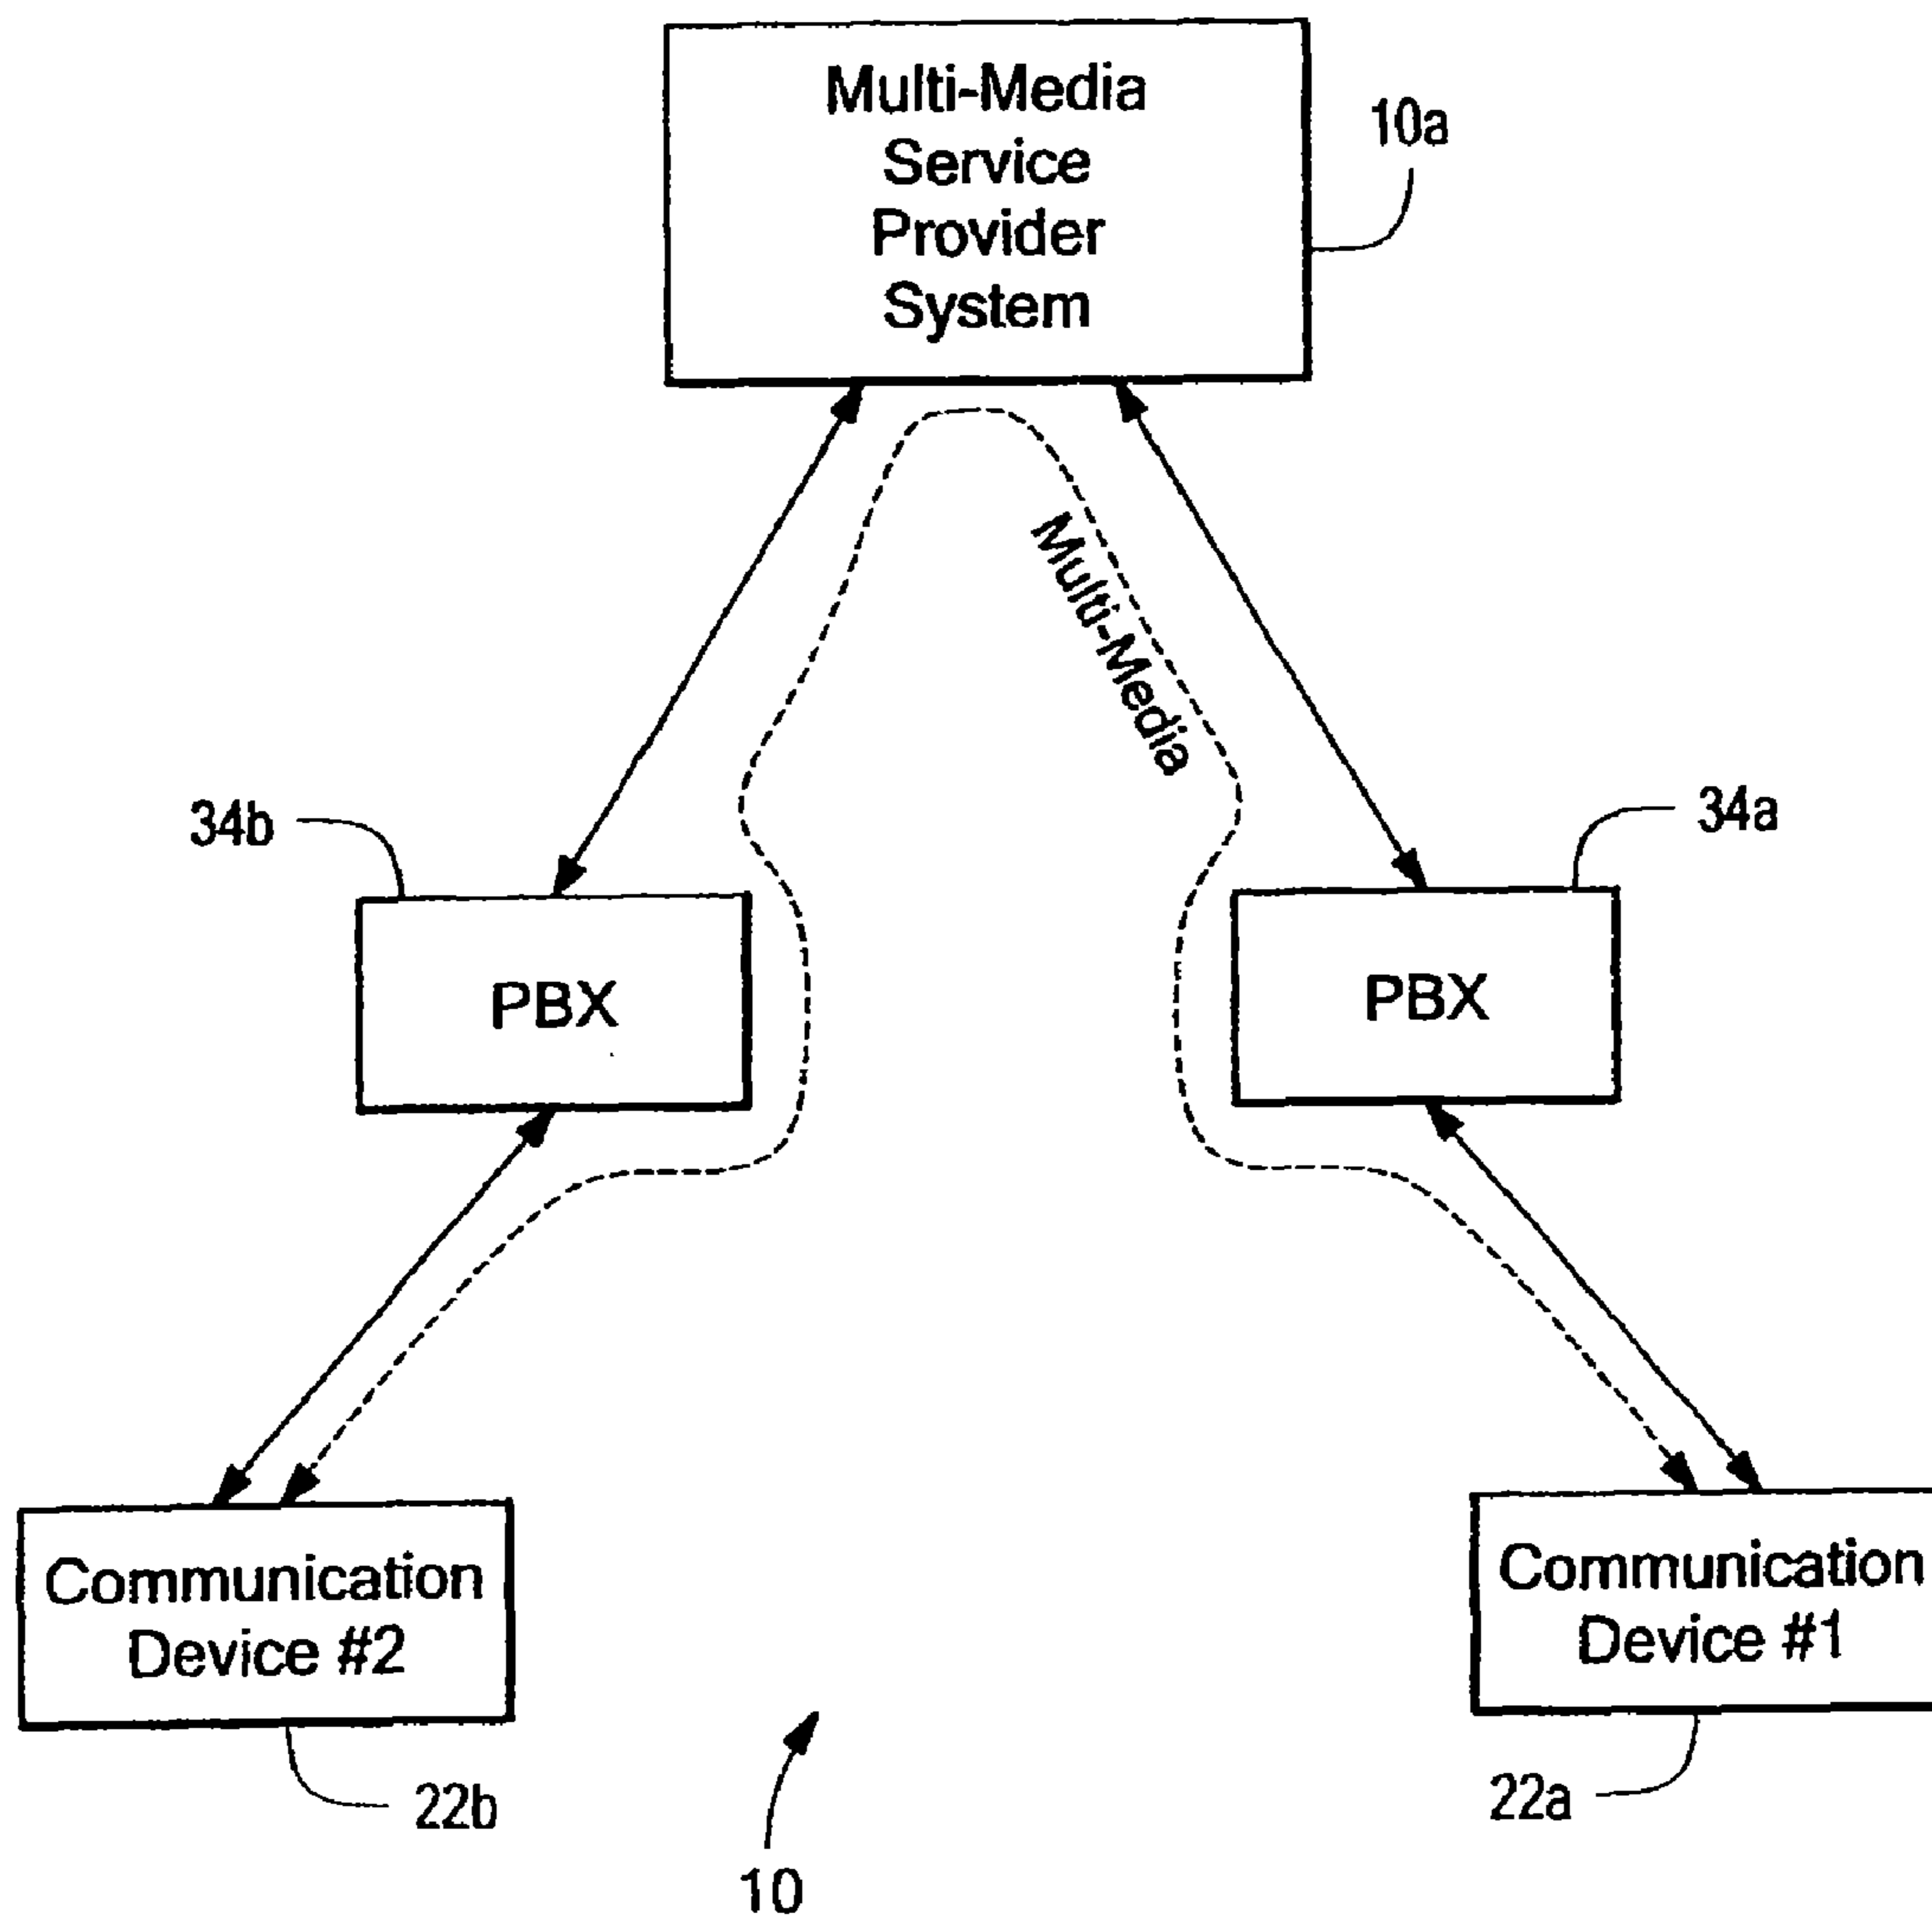 Multi-Media
Service
Provider
System
10a
Multi-Media
34b
34a
PBX
PBX
Communication
Device #2
Communication
Device #1
22b
22a
10